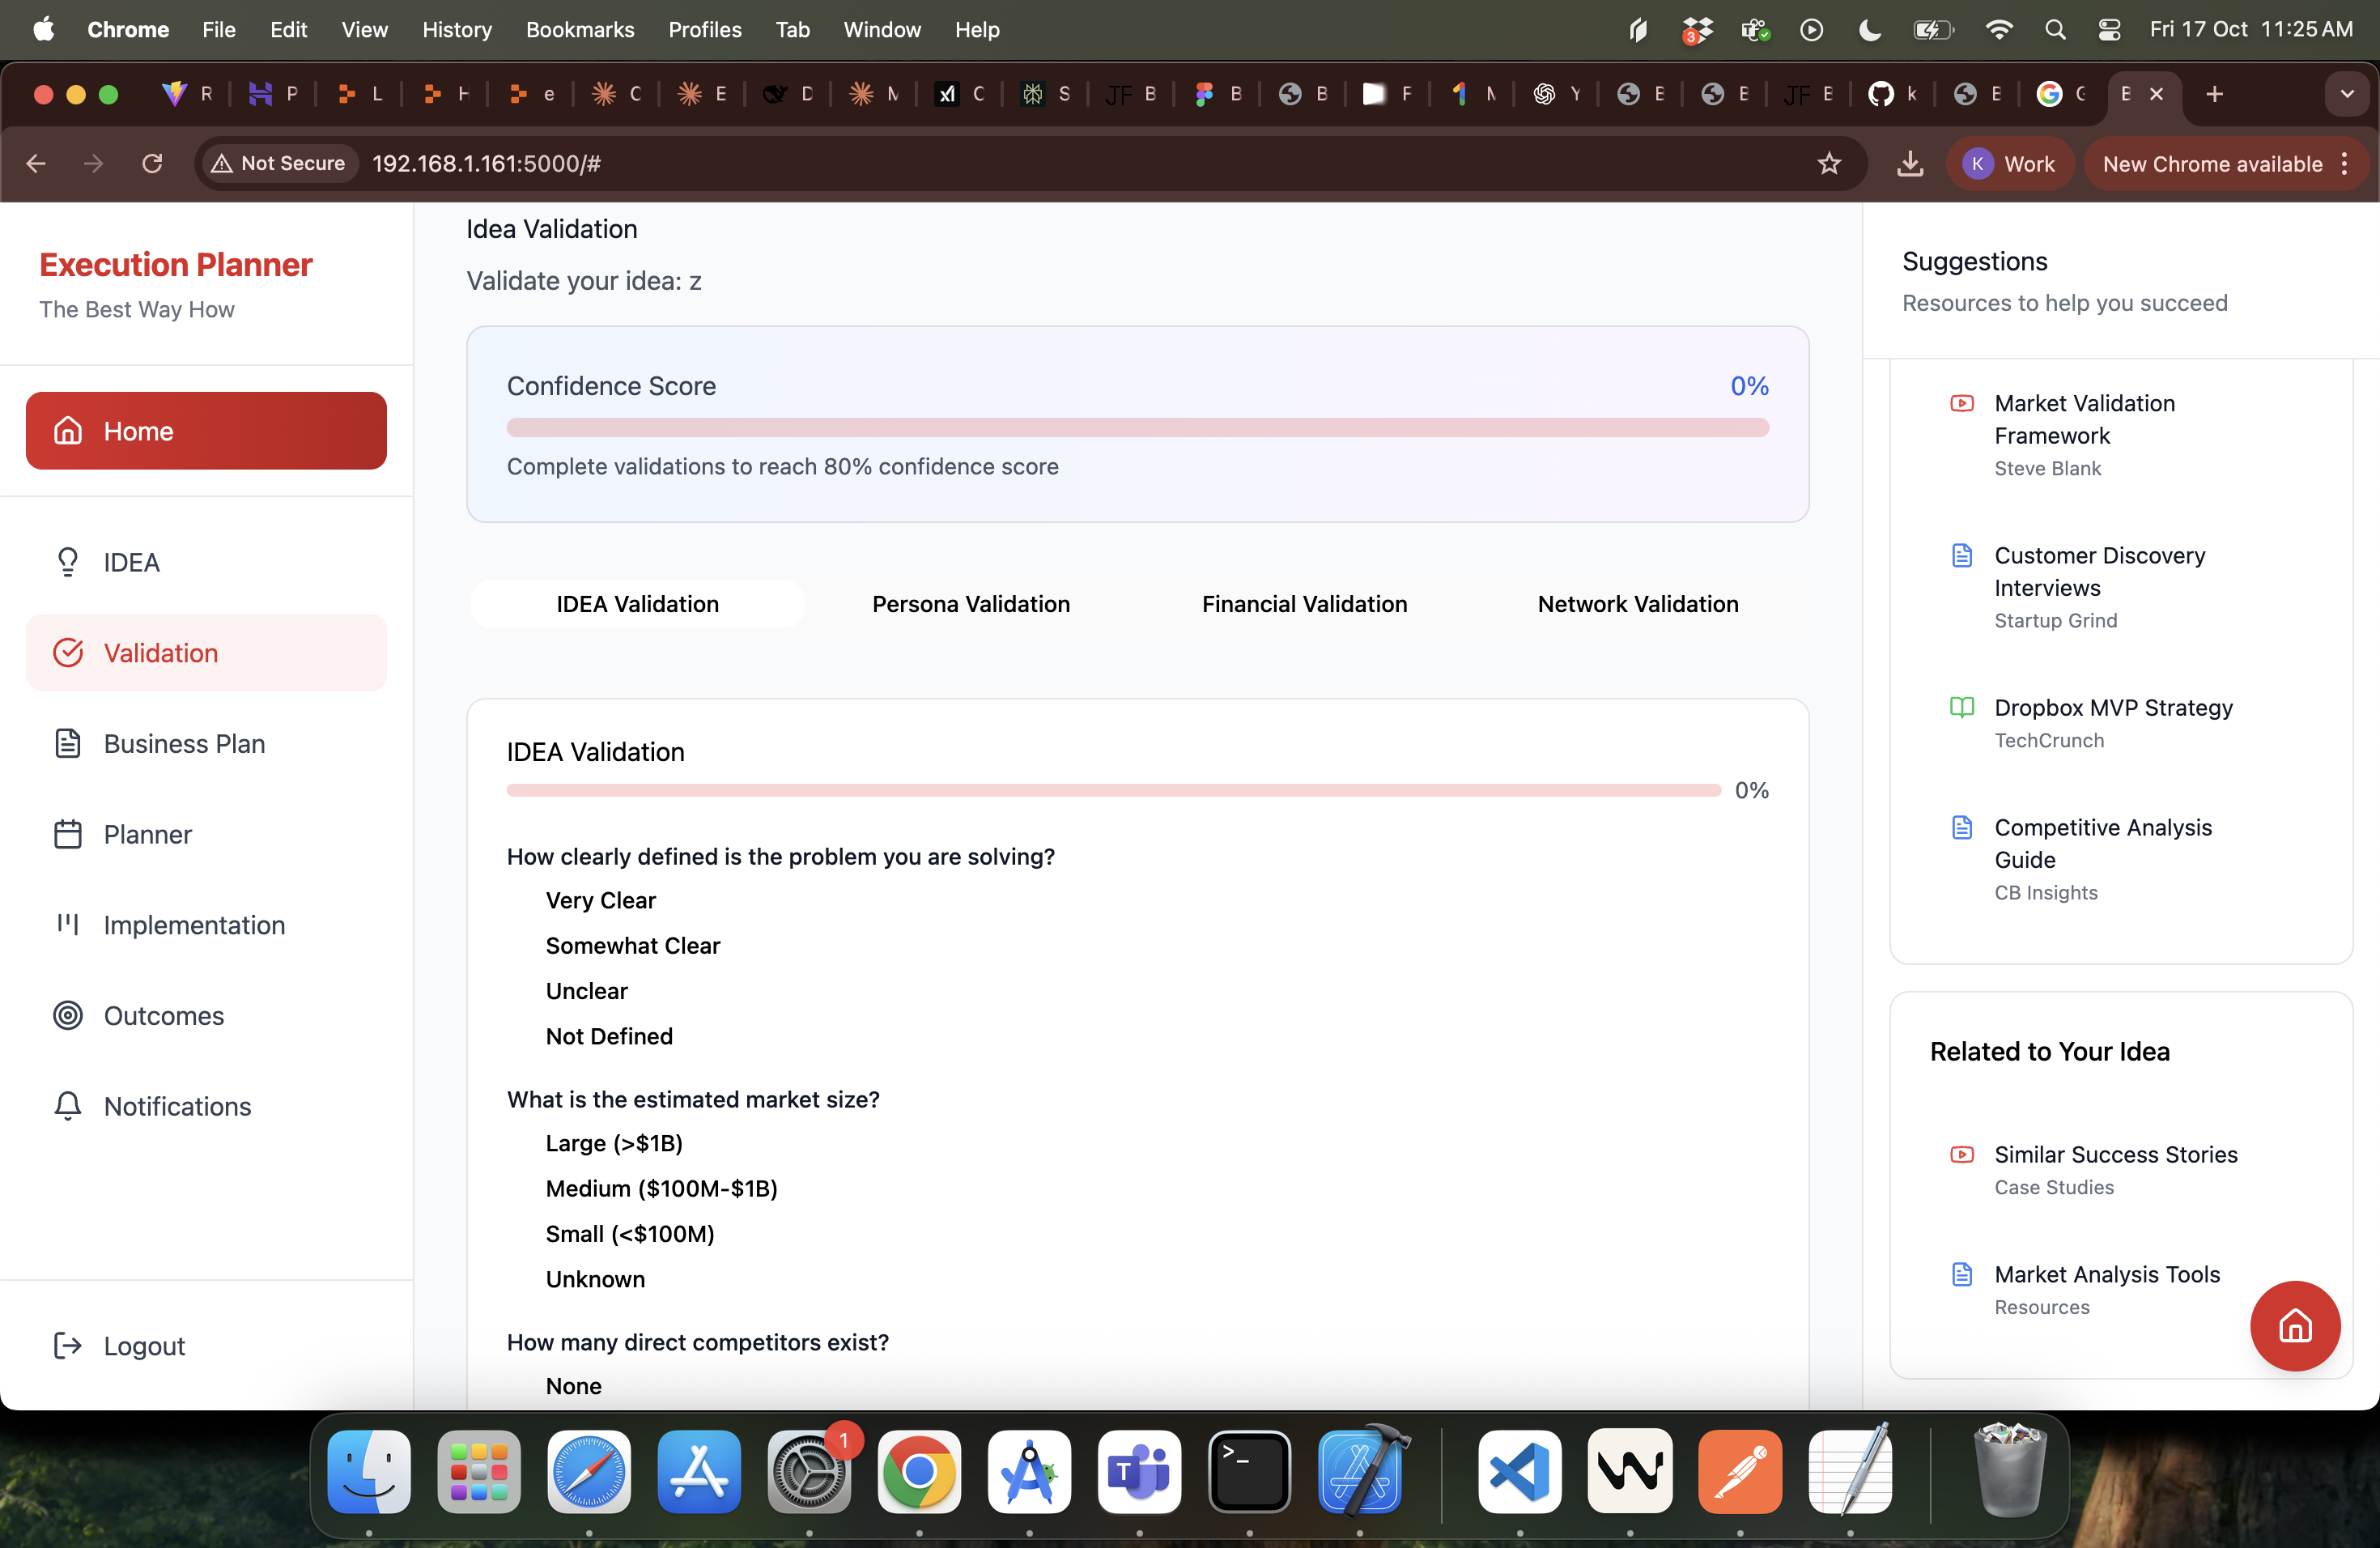 Chrome File Edit View History Bookmarks Profiles Tab Window Help
3
Fri 17 Oct 11:25 AM
R P L H e C E D M C S B B B F M Y B B B k B C B
Not Secure 192.168.1.161:5000/#
K Work
New Chrome available
Execution Planner
The Best Way How
Home
IDEA
Validation
Business Plan
Planner
Implementation
Outcomes
Notifications
Logout
Idea Validation
Validate your idea: z
Confidence Score 0%
Complete validations to reach 80% confidence score
IDEA Validation Persona Validation Financial Validation Network Validation
IDEA Validation
0%
How clearly defined is the problem you are solving?
Very Clear
Somewhat Clear
Unclear
Not Defined
What is the estimated market size?
Large (>$1B)
Medium ($100M-$1B)
Small (<$100M)
Unknown
How many direct competitors exist?
None
Suggestions
Resources to help you succeed
Market Validation
Framework
Steve Blank
Customer Discovery
Interviews
Startup Grind
Dropbox MVP Strategy
TechCrunch
Competitive Analysis
Guide
CB Insights
Related to Your Idea
Similar Success Stories
Case Studies
Market Analysis Tools
Resources
1